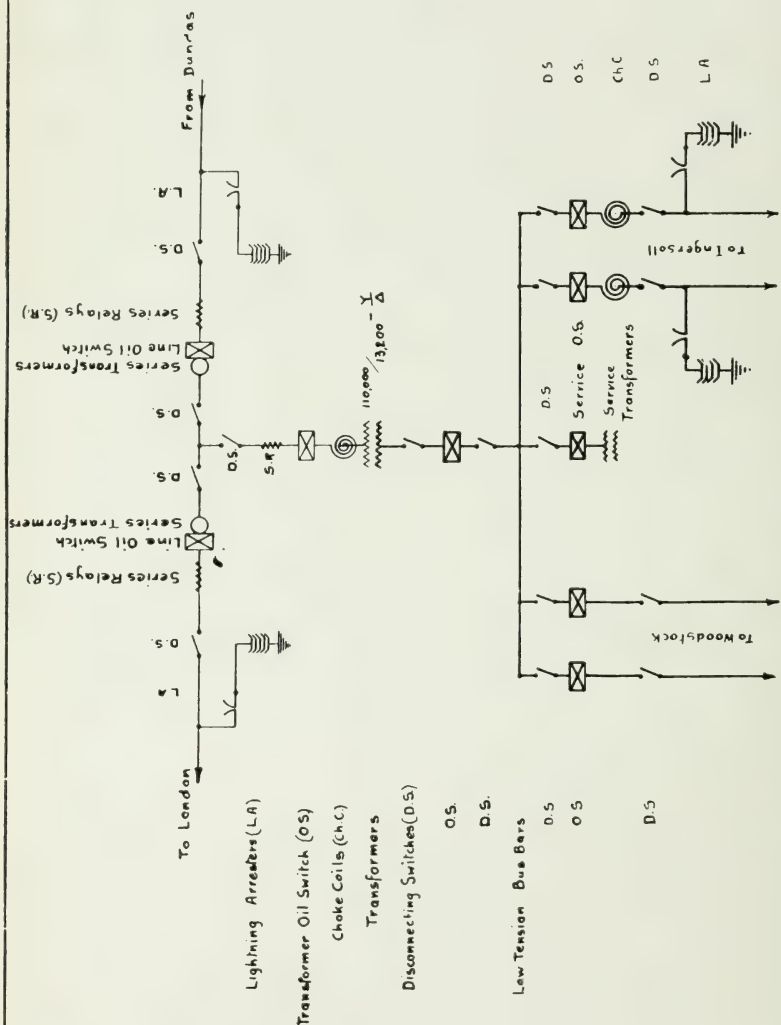 From Dundas
L.A.
D.S.
Series Relays (S.R.)
Line Oil Switch
Series Transformers
D.S.
D.S.
Series Transformers
Line Oil Switch
Series Relays (S.R.)
D.S.
L A
To London
D.S.
S.R
110,000/13,200 - Y/Δ
Lightning Arresters (L.A)
Transformer Oil Switch (O.S)
Choke Coils (Ch.C.)
Transformers
Disconnecting Switches (D.S.)
O.S.
D.S.
Low Tension Bus Bars
D.S
O.S
D.S
D.S
Service O.S.
Service Transformers
D S
O.S.
Ch.C
D S
L A
To Ingersoll
To Woodstock